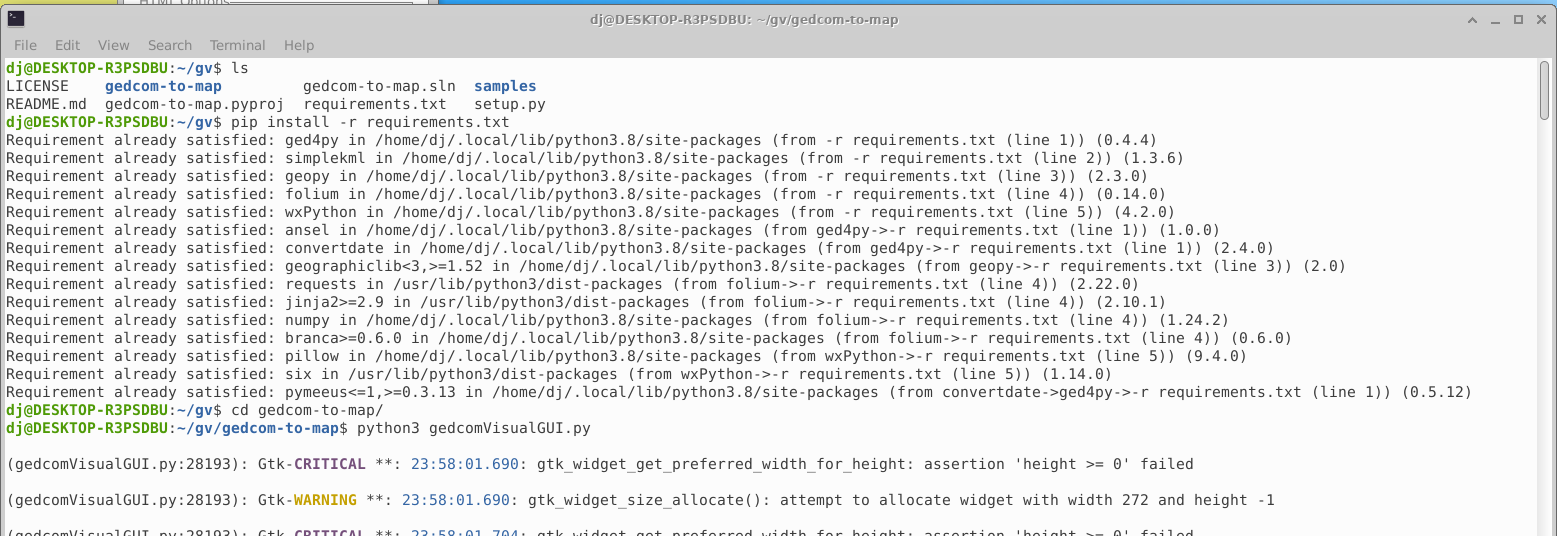 HTML Options
dj@DESKTOP-R3PSDBU: ~/gv/gedcom-to-map
File Edit View Search Terminal Help
dj@DESKTOP-R3PSDBU:~/gv$ ls
LICENSE    gedcom-to-map         gedcom-to-map.sln  samples
README.md  gedcom-to-map.pyproj  requirements.txt   setup.py
dj@DESKTOP-R3PSDBU:~/gv$ pip install -r requirements.txt
Requirement already satisfied: ged4py in /home/dj/.local/lib/python3.8/site-packages (from -r requirements.txt (line 1)) (0.4.4)
Requirement already satisfied: simplekml in /home/dj/.local/lib/python3.8/site-packages (from -r requirements.txt (line 2)) (1.3.6)
Requirement already satisfied: geopy in /home/dj/.local/lib/python3.8/site-packages (from -r requirements.txt (line 3)) (2.3.0)
Requirement already satisfied: folium in /home/dj/.local/lib/python3.8/site-packages (from -r requirements.txt (line 4)) (0.14.0)
Requirement already satisfied: wxPython in /home/dj/.local/lib/python3.8/site-packages (from -r requirements.txt (line 5)) (4.2.0)
Requirement already satisfied: ansel in /home/dj/.local/lib/python3.8/site-packages (from ged4py->-r requirements.txt (line 1)) (1.0.0)
Requirement already satisfied: convertdate in /home/dj/.local/lib/python3.8/site-packages (from ged4py->-r requirements.txt (line 1)) (2.4.0)
Requirement already satisfied: geographiclib<3,>=1.52 in /home/dj/.local/lib/python3.8/site-packages (from geopy->-r requirements.txt (line 3)) (2.0)
Requirement already satisfied: requests in /usr/lib/python3/dist-packages (from folium->-r requirements.txt (line 4)) (2.22.0)
Requirement already satisfied: jinja2>=2.9 in /usr/lib/python3/dist-packages (from folium->-r requirements.txt (line 4)) (2.10.1)
Requirement already satisfied: numpy in /home/dj/.local/lib/python3.8/site-packages (from folium->-r requirements.txt (line 4)) (1.24.2)
Requirement already satisfied: branca>=0.6.0 in /home/dj/.local/lib/python3.8/site-packages (from folium->-r requirements.txt (line 4)) (0.6.0)
Requirement already satisfied: pillow in /home/dj/.local/lib/python3.8/site-packages (from wxPython->-r requirements.txt (line 5)) (9.4.0)
Requirement already satisfied: six in /usr/lib/python3/dist-packages (from wxPython->-r requirements.txt (line 5)) (1.14.0)
Requirement already satisfied: pymeeus<=1,>=0.3.13 in /home/dj/.local/lib/python3.8/site-packages (from convertdate->ged4py->-r requirements.txt (line 1)) (0.5.12)
dj@DESKTOP-R3PSDBU:~/gv$ cd gedcom-to-map/
dj@DESKTOP-R3PSDBU:~/gv/gedcom-to-map$ python3 gedcomVisualGUI.py
(gedcomVisualGUI.py:28193): Gtk-CRITICAL **: 23:58:01.690: gtk_widget_get_preferred_width_for_height: assertion 'height >= 0' failed
(gedcomVisualGUI.py:28193): Gtk-WARNING **: 23:58:01.690: gtk_widget_size_allocate(): attempt to allocate widget with width 272 and height -1
(gedcomVisualGUI.py:28193): Gtk-CRITICAL **: 23:58:01.704: gtk_widget_get_preferred_width_for_height: assertion 'height >= 0' failed